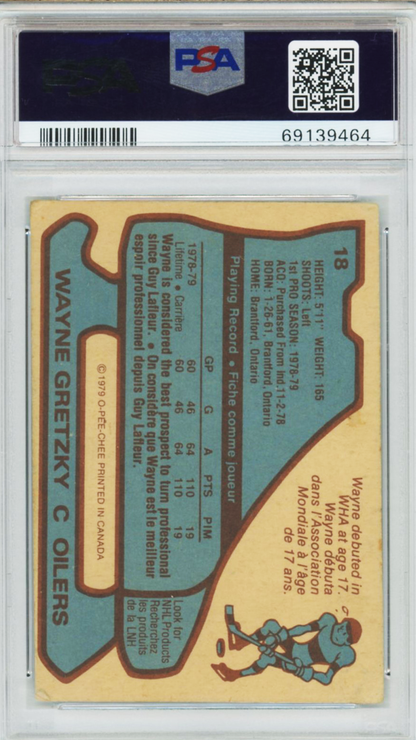 PSA
69139464
18
HEIGHT: 5'11" WEIGHT: 165
SHOOTS: Left
1st PRO SEASON: 1978-79
ACQ: Purchased From Ind. 11-2-78
BORN: 1-26-61, Brantford, Ontario
HOME: Brantford, Ontario
Playing Record • Fiche comme joueur
GP G A PTS PIM
1978-79 60 46 64 110 19
Lifetime • Carrière 60 46 64 110 19
Wayne is considered the best prospect to turn professional
since Guy Lafleur. • On considère que Wayne est le meilleur
espoir professionnel depuis Guy Lafleur.
Wayne debuted in
WHA at age 17.
Wayne débuta
dans l'Association
Mondiale à l'âge
de 17 ans.
Look for
NHL Products
Recherchez
les produits
de la LNH
© 1979 O-PEE-CHEE PRINTED IN CANADA
WAYNE GRETZKY C OILERS